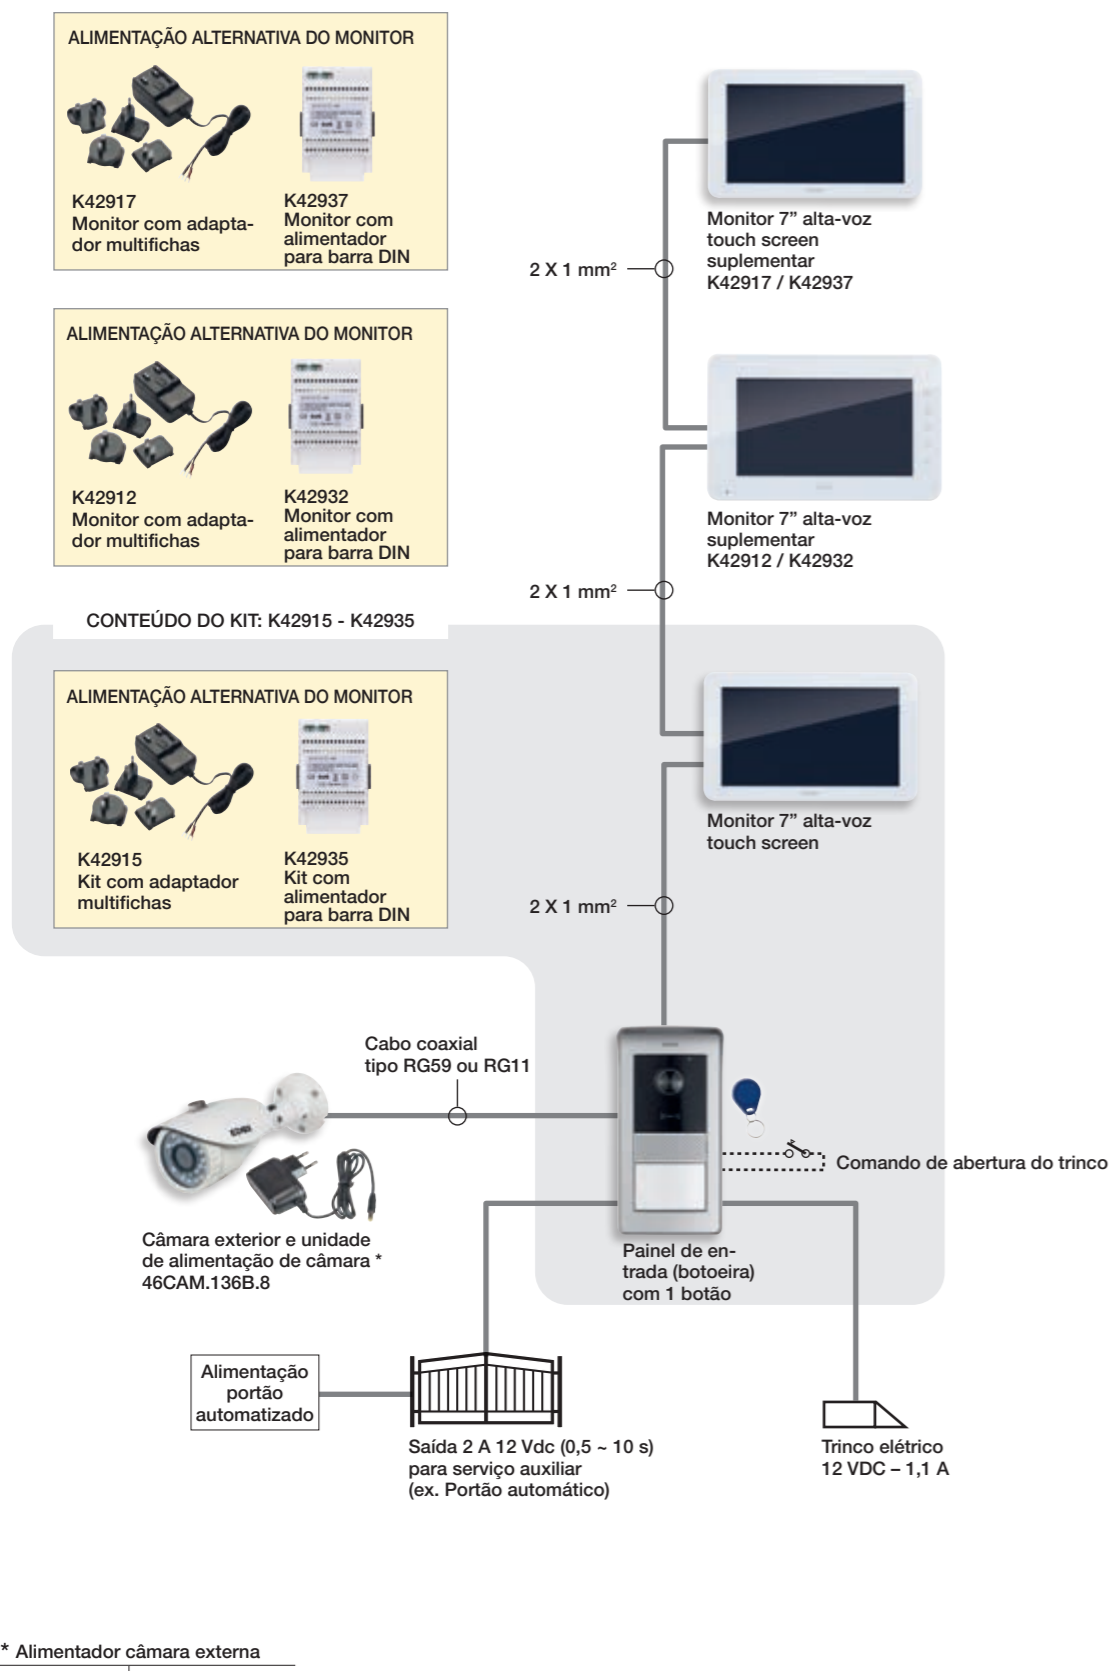 ALIMENTAÇÃO ALTERNATIVA DO MONITOR
K42917
Monitor com adapta-
dor multifichas
K42937
Monitor com
alimentador
para barra DIN
Monitor 7” alta-voz
touch screen
suplementar
K42917 / K42937
2 X 1 mm²
ALIMENTAÇÃO ALTERNATIVA DO MONITOR
K42912
Monitor com adapta-
dor multifichas
K42932
Monitor com
alimentador
para barra DIN
Monitor 7” alta-voz
suplementar
K42912 / K42932
2 X 1 mm²
CONTEÚDO DO KIT: K42915 - K42935
ALIMENTAÇÃO ALTERNATIVA DO MONITOR
K42915
Kit com adaptador
multifichas
K42935
Kit com
alimentador
para barra DIN
Monitor 7” alta-voz
touch screen
2 X 1 mm²
Cabo coaxial
tipo RG59 ou RG11
Comando de abertura do trinco
Câmara exterior e unidade
de alimentação de câmara *
46CAM.136B.8
Painel de en-
trada (botoeira)
com 1 botão
Alimentação
portão
automatizado
Saída 2 A 12 Vdc (0,5 ~ 10 s)
para serviço auxiliar
(ex. Portão automático)
Trinco elétrico
12 VDC – 1,1 A
* Alimentador câmara externa